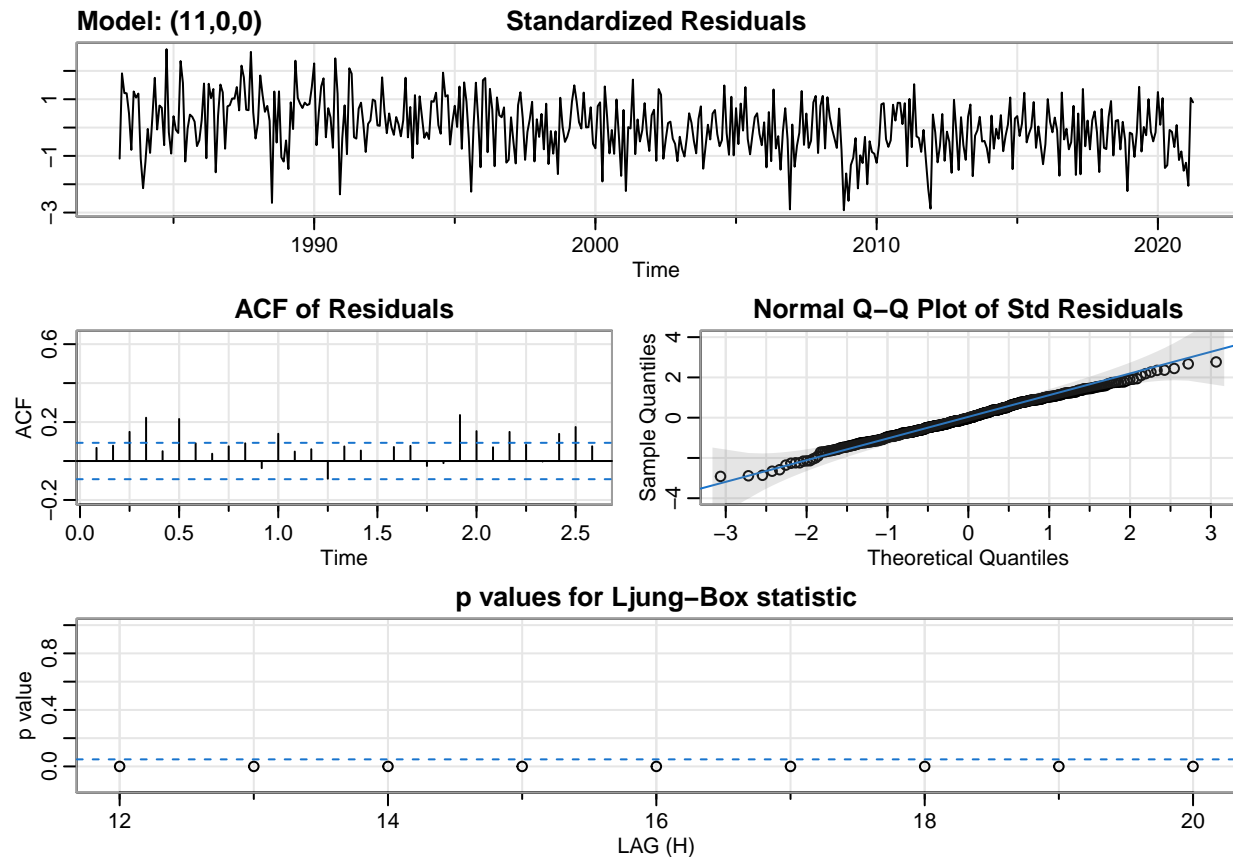 Model: (11,0,0) Standardized Residuals
1
-1
-3
1990 2000 2010 2020
Time
ACF of Residuals
ACF
0.6
0.2
-0.2
0.0 0.5 1.0 1.5 2.0 2.5
Time
Normal Q-Q Plot of Std Residuals
Sample Quantiles
4
2
0
-4
-3 -2 -1 0 1 2 3
Theoretical Quantiles
p values for Ljung-Box statistic
p value
0.8
0.4
0.0
12 14 16 18 20
LAG (H)